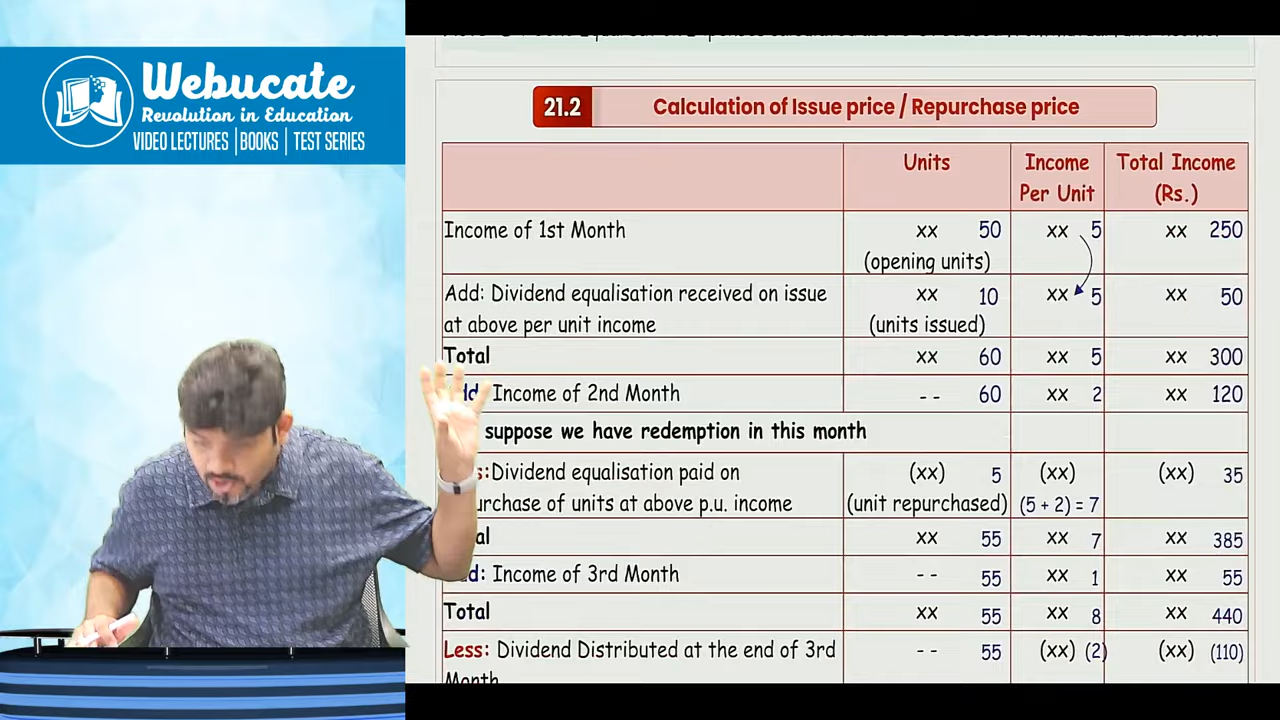 Webucate
Revolution in Education
VIDEO LECTURES | BOOKS | TEST SERIES
21.2 Calculation of Issue price / Repurchase price
Units Income Per Unit Total Income (Rs.)
Income of 1st Month xx 50 (opening units) xx 5 xx 250
Add: Dividend equalisation received on issue xx 10 xx 5 xx 50
at above per unit income (units issued)
Total xx 60 xx 5 xx 300
Income of 2nd Month -- 60 xx 2 xx 120
suppose we have redemption in this month
Dividend equalisation paid on (xx) 5 (xx) (xx) 35
of units at above p.u. income (unit repurchased) (5 + 2) = 7
xx 55 xx 7 xx 385
Income of 3rd Month -- 55 xx 1 xx 55
Total xx 55 xx 8 xx 440
Less: Dividend Distributed at the end of 3rd -- 55 (xx) (2) (xx) (110)
Month